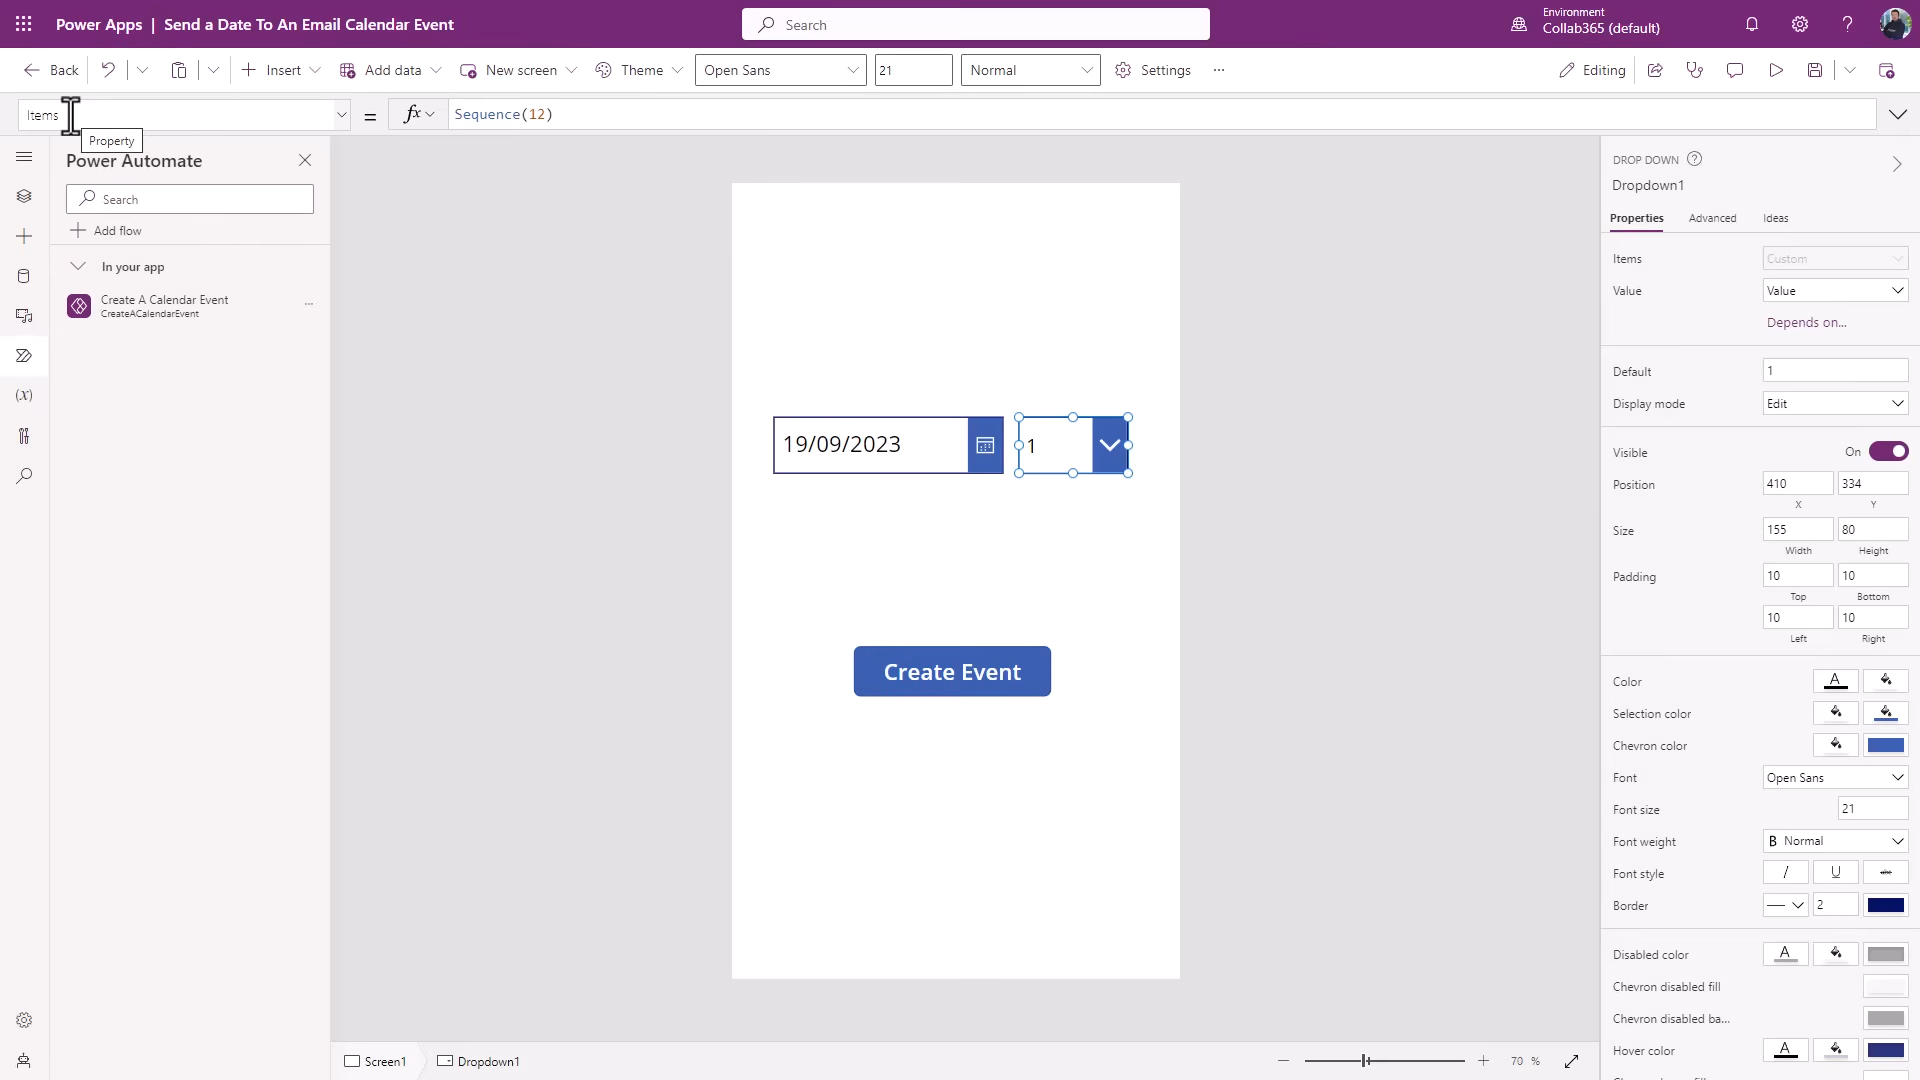 Power Apps | Send a Date To An Email Calendar Event
Search
Environment
Collab365 (default)
Back
Insert
Add data
New screen
Theme
Open Sans
21
Normal
Settings
Editing
Items
=
fx
Sequence(12)
Property
Power Automate
Search
Add flow
In your app
Create A Calendar Event
CreateACalendarEvent
19/09/2023
1
Create Event
DROP DOWN
Dropdown1
Properties
Advanced
Ideas
Items
Custom
Value
Value
Depends on...
Default
1
Display mode
Edit
Visible
On
Position
410
334
X
Y
Size
155
80
Width
Height
Padding
10
10
Top
Bottom
10
10
Left
Right
Color
Selection color
Chevron color
Font
Open Sans
Font size
21
Font weight
B Normal
Font style
Border
2
Disabled color
Chevron disabled fill
Chevron disabled ba...
Hover color
Screen1
Dropdown1
70 %